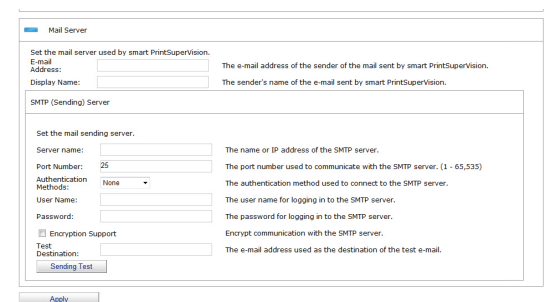 Mail Server
Set the mail server used by smart PrintSuperVision.
E-mail
Address:
The e-mail address of the sender of the mail sent by smart PrintSuperVision.
Display Name:
The sender's name of the e-mail sent by smart PrintSuperVision.
SMTP (Sending) Server
Set the mail sending server.
Server name:
The name or IP address of the SMTP server.
Port Number: 25
The port number used to communicate with the SMTP server. (1 - 65,535)
Authentication
Methods:
None
The authentication method used to connect to the SMTP server.
User Name:
The user name for logging in to the SMTP server.
Password:
The password for logging in to the SMTP server.
Encryption Support
Encrypt communication with the SMTP server.
Test
Destination:
The e-mail address used as the destination of the test e-mail.
Sending Test
Apply